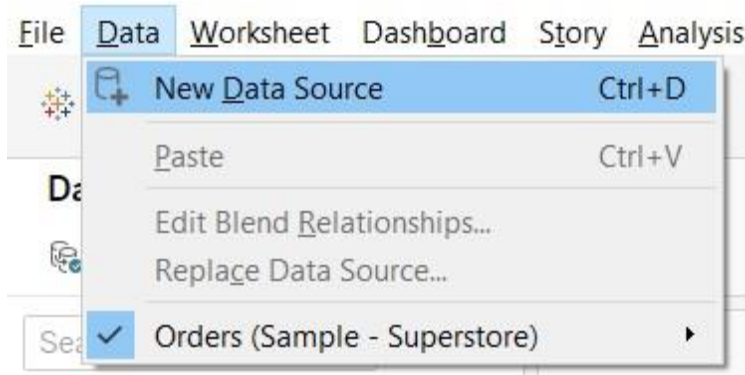 File Data Worksheet Dashboard Story Analysis
New Data Source Ctrl+D
Paste Ctrl+V
Edit Blend Relationships...
Replace Data Source...
Orders (Sample - Superstore)